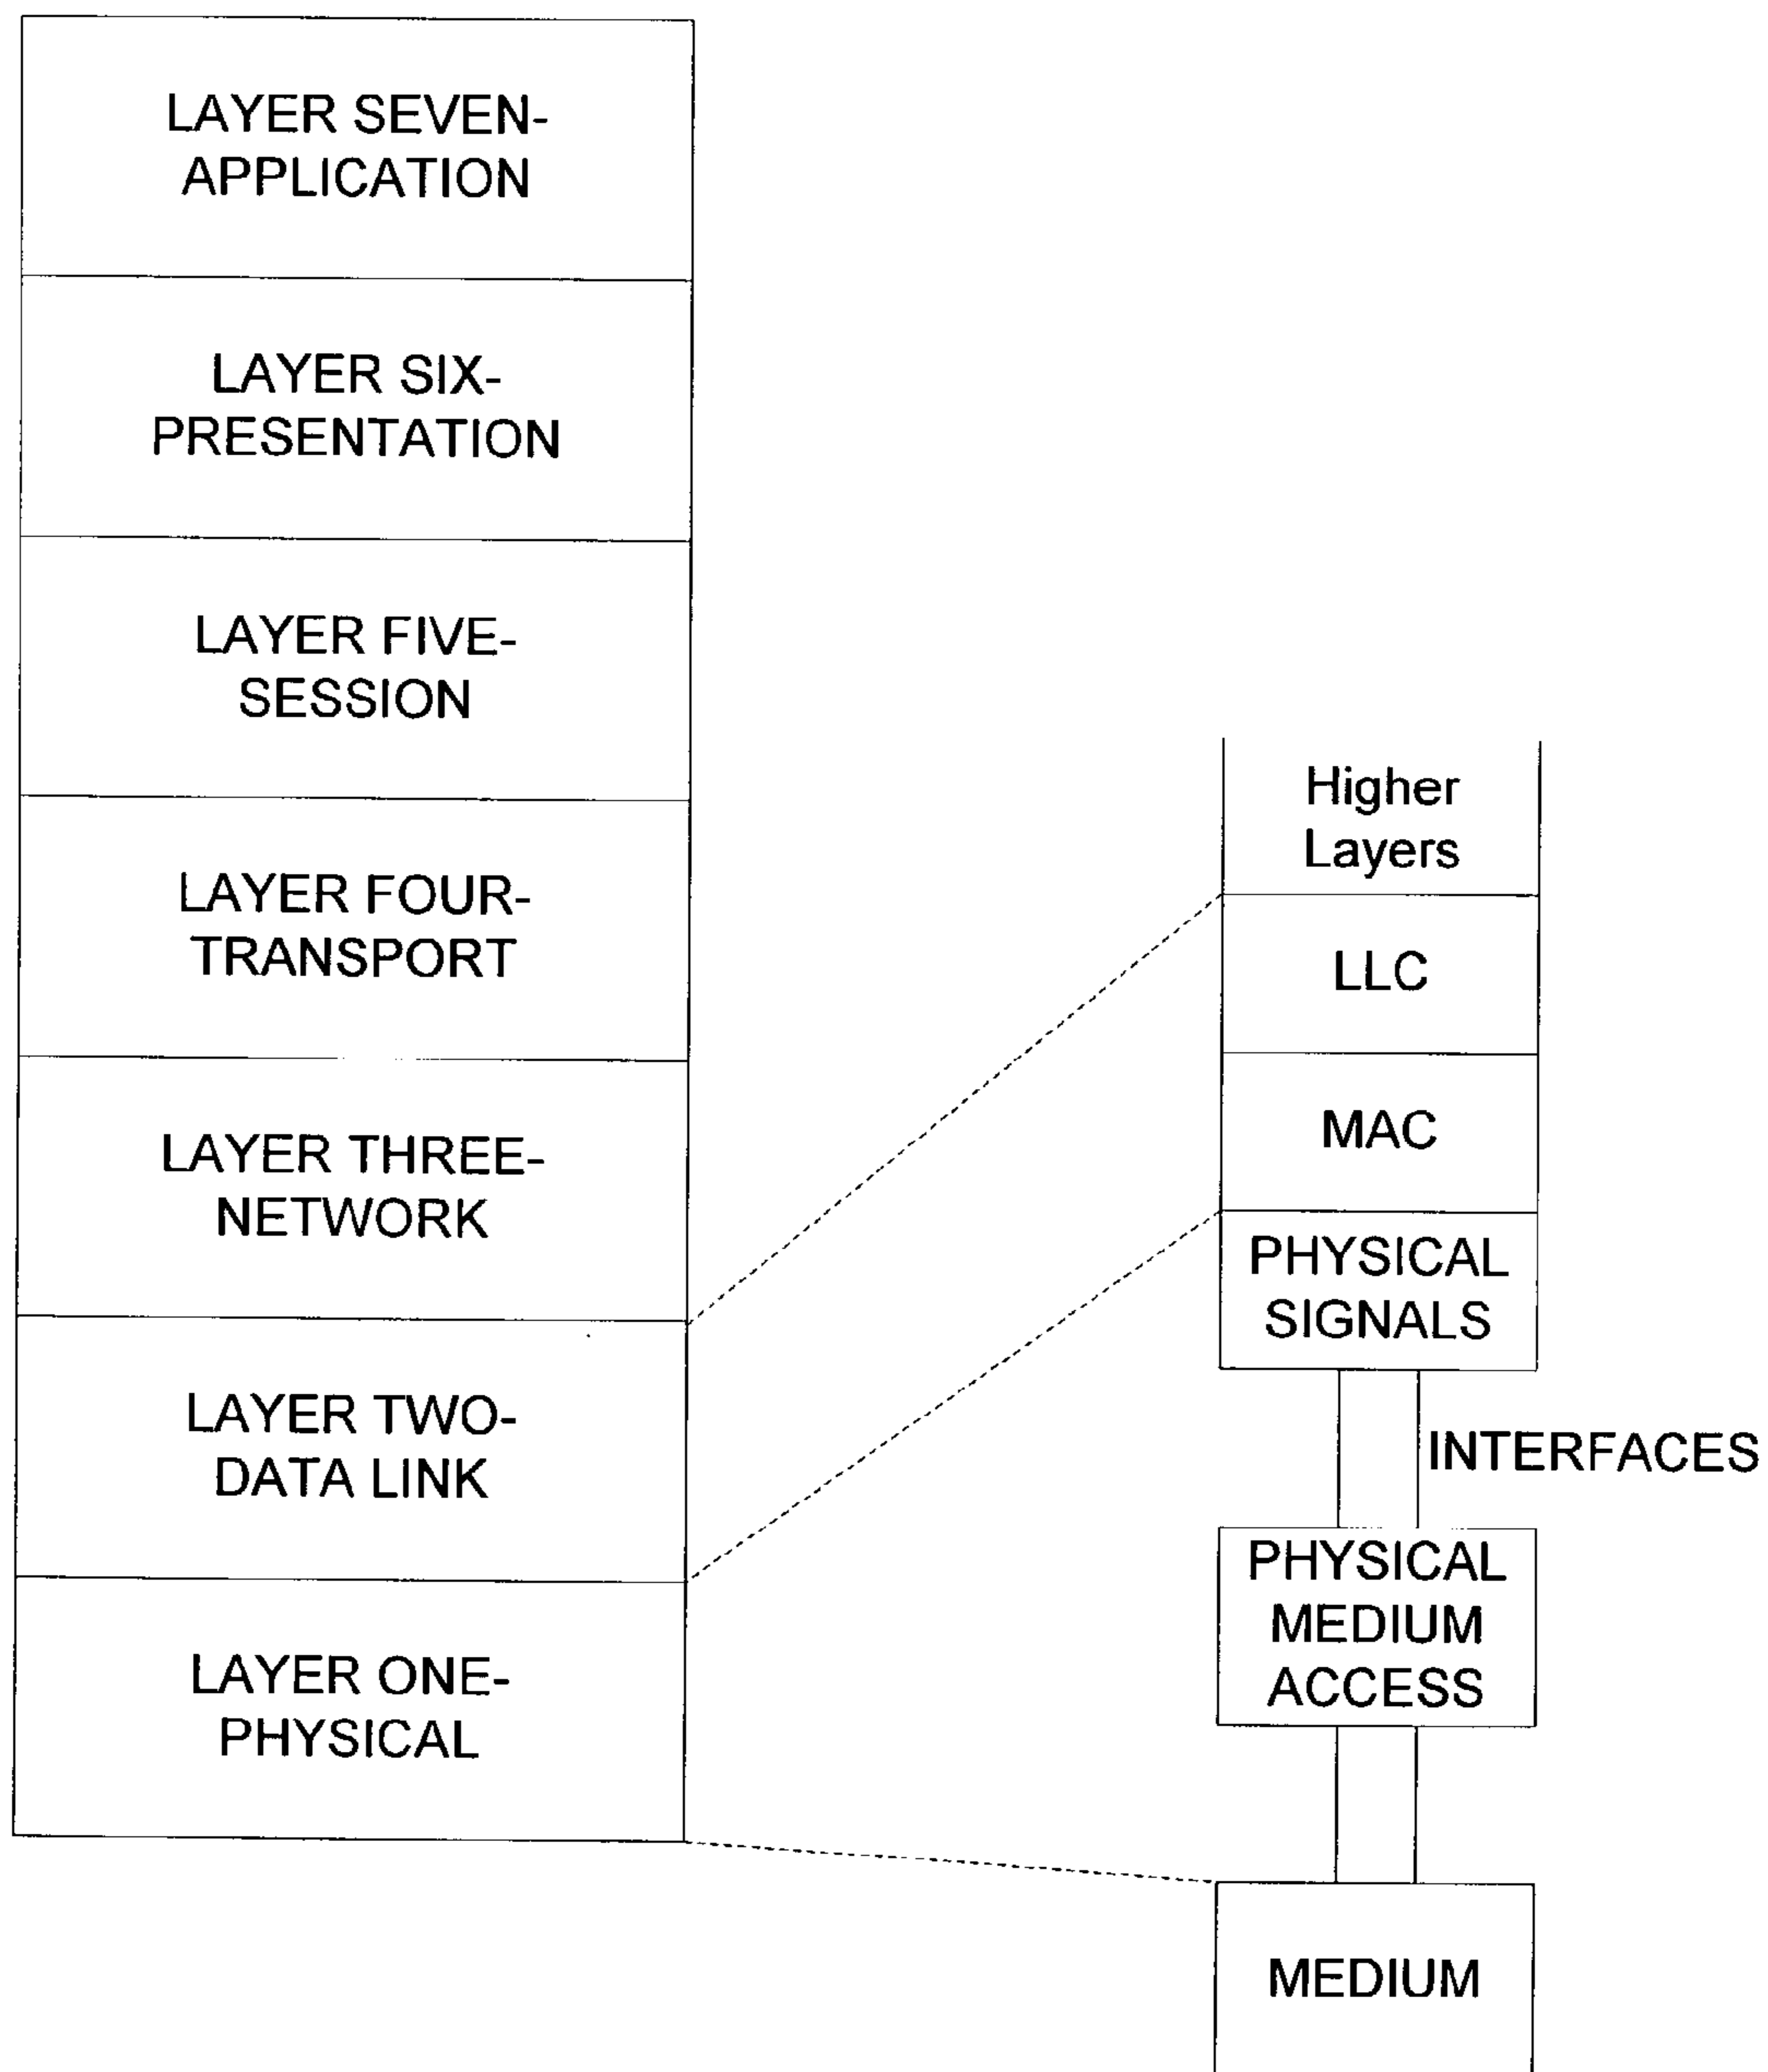 LAYER SEVEN-
APPLICATION
LAYER SIX-
PRESENTATION
LAYER FIVE-
SESSION
LAYER FOUR-
TRANSPORT
LAYER THREE-
NETWORK
LAYER TWO-
DATA LINK
LAYER ONE-
PHYSICAL
Higher
Layers
LLC
MAC
PHYSICAL
SIGNALS
INTERFACES
PHYSICAL
MEDIUM
ACCESS
MEDIUM